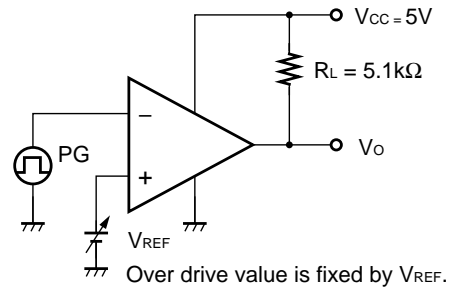 VCC = 5V
RL = 5.1kΩ
−
PG
VO
+
VREF
Over drive value is fixed by VREF.